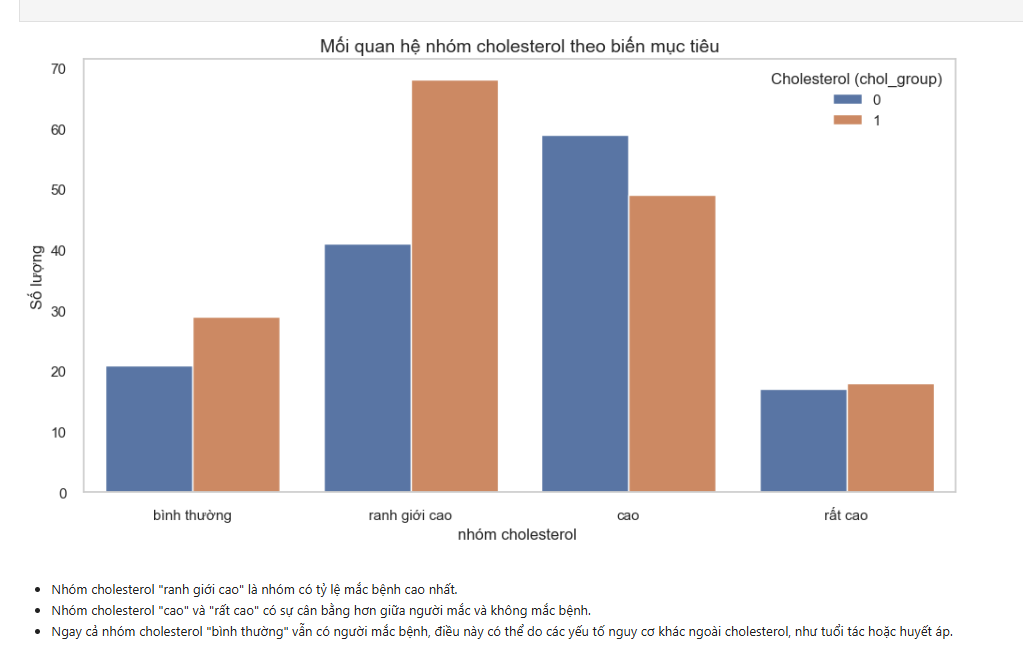 Mối quan hệ nhóm cholesterol theo biến mục tiêu
Cholesterol (chol_group)
0
1
70
60
50
40
30
20
10
0
Số lượng
bình thường ranh giới cao cao rất cao
nhóm cholesterol
Nhóm cholesterol "ranh giới cao" là nhóm có tỷ lệ mắc bệnh cao nhất.
Nhóm cholesterol "cao" và "rất cao" có sự cân bằng hơn giữa người mắc và không mắc bệnh.
Ngay cả nhóm cholesterol "bình thường" vẫn có người mắc bệnh, điều này có thể do các yếu tố nguy cơ khác ngoài cholesterol, như tuổi tác hoặc huyết áp.